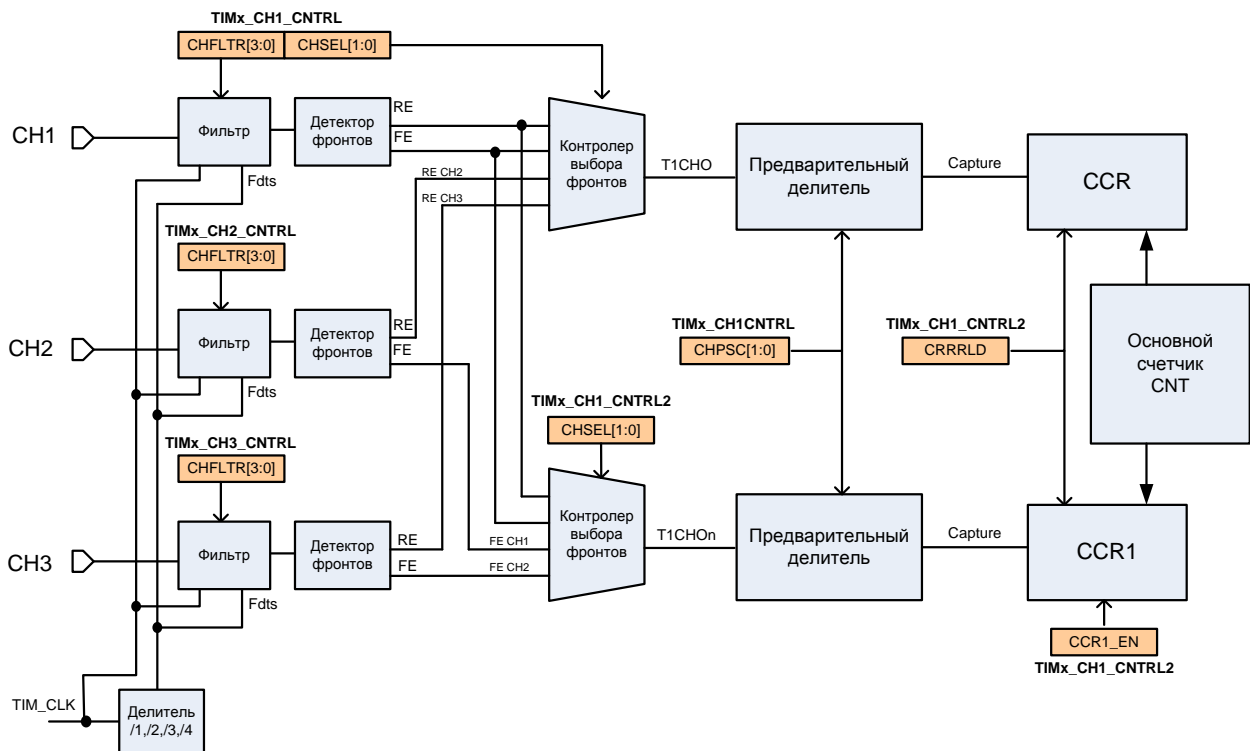 TIMx_CH1_CNTRL
CHFLTR[3:0]
CHSEL[1:0]
CH1
Фильтр
Детектор
фронтов
RE
FE
Fdts
RE CH2
RE CH3
Контролер
выбора
фронтов
T1CHO
Предварительный
делитель
Capture
CCR
TIMx_CH2_CNTRL
CHFLTR[3:0]
CH2
Фильтр
Детектор
фронтов
RE
FE
Fdts
TIMx_CH1CNTRL
CHPSC[1:0]
TIMx_CH1_CNTRL2
CRRRLD
Основной
счетчик
CNT
TIMx_CH1_CNTRL2
CHSEL[1:0]
TIMx_CH3_CNTRL
CHFLTR[3:0]
CH3
Фильтр
Детектор
фронтов
RE
FE
Fdts
FE CH1
FE CH2
Контролер
выбора
фронтов
T1CHOn
Предварительный
делитель
Capture
CCR1
CCR1_EN
TIMx_CH1_CNTRL2
TIM_CLK
Делитель
/1,/2,/3,/4